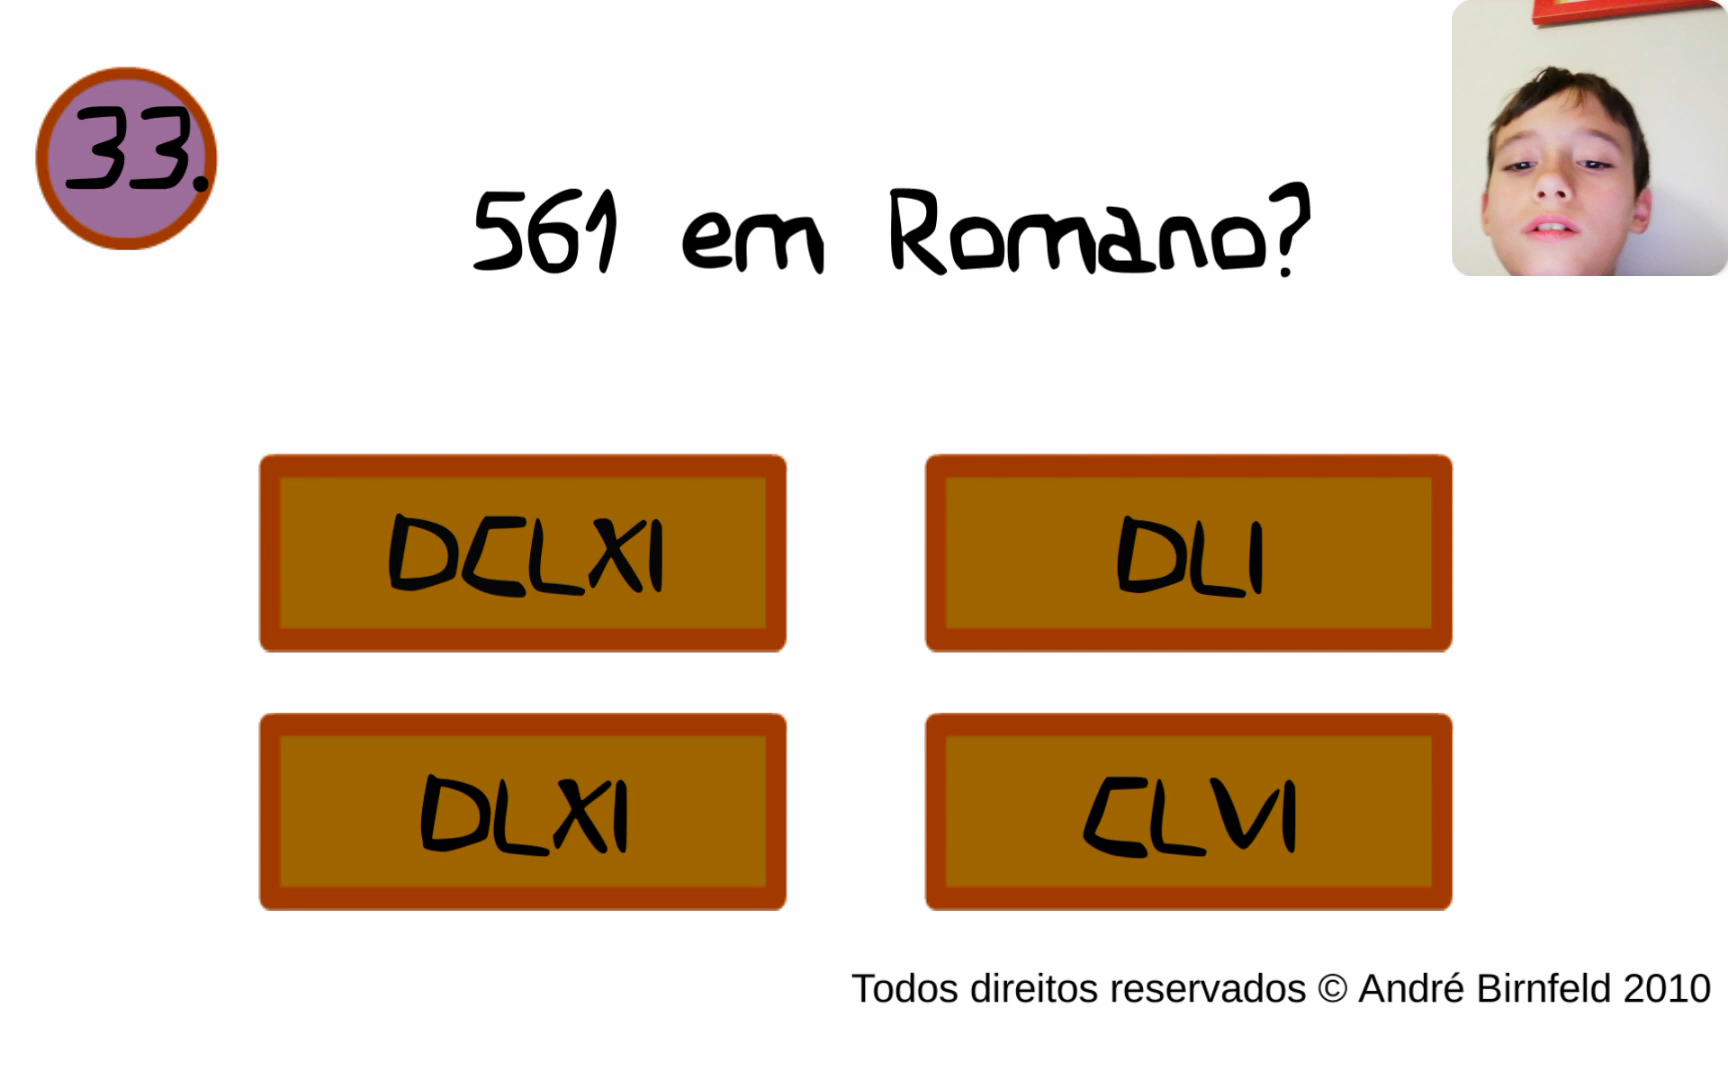 33.
561 em Romano?
DCLXI
DLI
DLXI
CLVI
Todos direitos reservados © André Birnfeld 2010